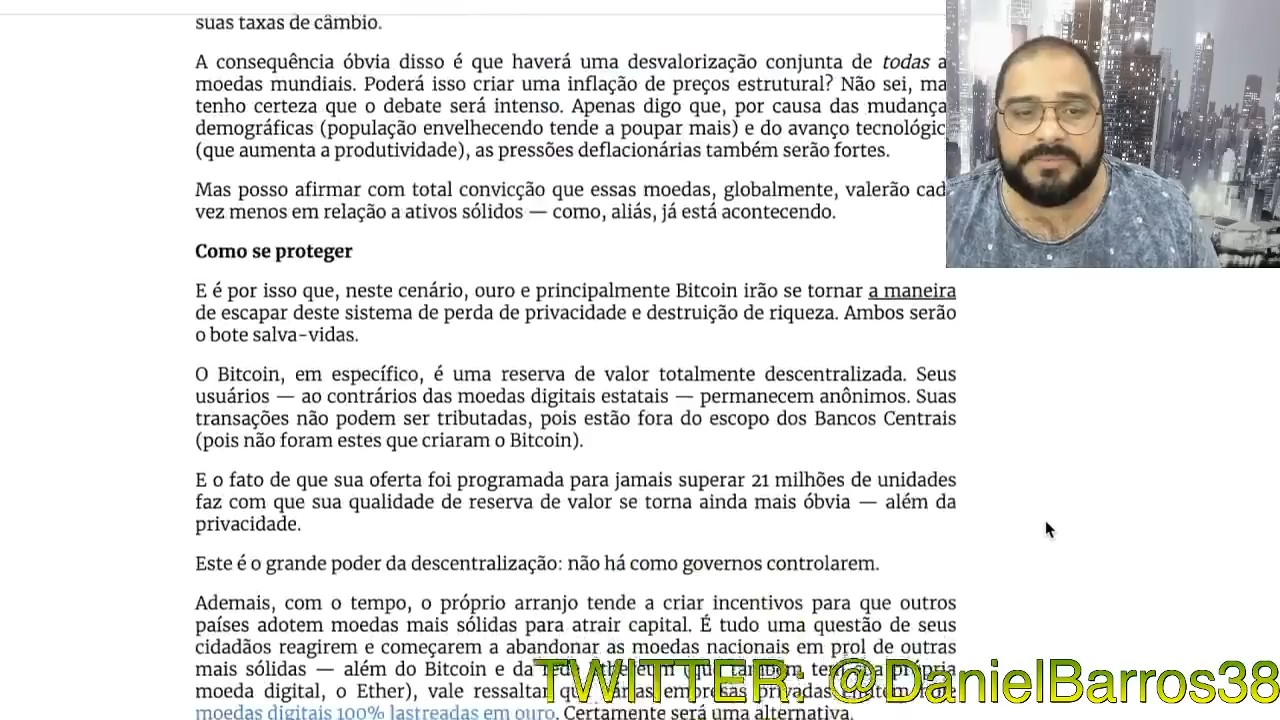 suas taxas de câmbio.
A consequência óbvia disso é que haverá uma desvalorização conjunta de todas a
moedas mundiais. Poderá isso criar uma inflação de preços estrutural? Não sei, ma
tenho certeza que o debate será intenso. Apenas digo que, por causa das mudança
demográficas (população envelhecendo tende a poupar mais) e do avanço tecnológic
(que aumenta a produtividade), as pressões deflacionárias também serão fortes.
Mas posso afirmar com total convicção que essas moedas, globalmente, valerão cad
vez menos em relação a ativos sólidos — como, aliás, já está acontecendo.
Como se proteger
E é por isso que, neste cenário, ouro e principalmente Bitcoin irão se tornar a maneira
de escapar deste sistema de perda de privacidade e destruição de riqueza. Ambos serão
o bote salva-vidas.
O Bitcoin, em específico, é uma reserva de valor totalmente descentralizada. Seus
usuários — ao contrários das moedas digitais estatais — permanecem anônimos. Suas
transações não podem ser tributadas, pois estão fora do escopo dos Bancos Centrais
(pois não foram estes que criaram o Bitcoin).
E o fato de que sua oferta foi programada para jamais superar 21 milhões de unidades
faz com que sua qualidade de reserva de valor se torna ainda mais óbvia — além da
privacidade.
Este é o grande poder da descentralização: não há como governos controlarem.
Ademais, com o tempo, o próprio arranjo tende a criar incentivos para que outros
países adotem moedas mais sólidas para atrair capital. É tudo uma questão de seus
cidadãos reagirem e começarem a abandonar as moedas nacionais em prol de outras
mais sólidas — além do Bitcoin e da
moeda digital, o Ether), vale ressaltar
moedas digitais 100% lastreadas em ouro. Certamente será uma alternativa.
TWITTER: @DanielBarros38